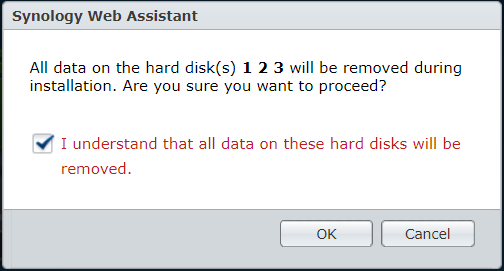 Synology Web Assistant
All data on the hard disk(s) 1 2 3 will be removed during
installation. Are you sure you want to proceed?
I understand that all data on these hard disks will be
removed.
OK
Cancel